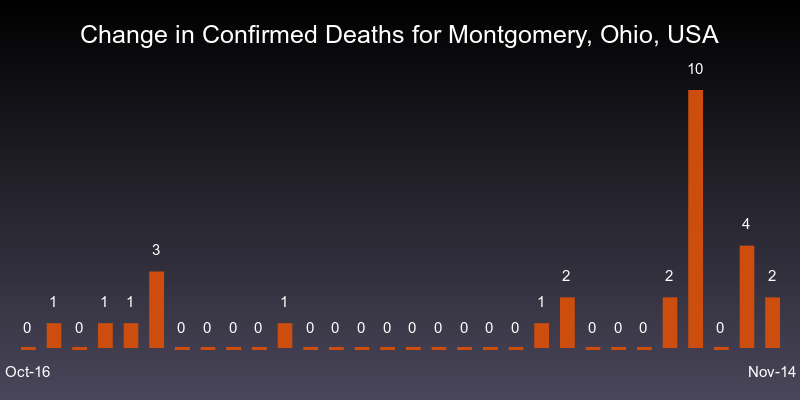 Change in Confirmed Deaths for Montgomery, Ohio, USA
10
4
3
2 2 2
1 1 1 1 1
0 0 0 0 0 0 0 0 0 0 0 0 0 0 0 0 0 0
Oct-16 Nov-14